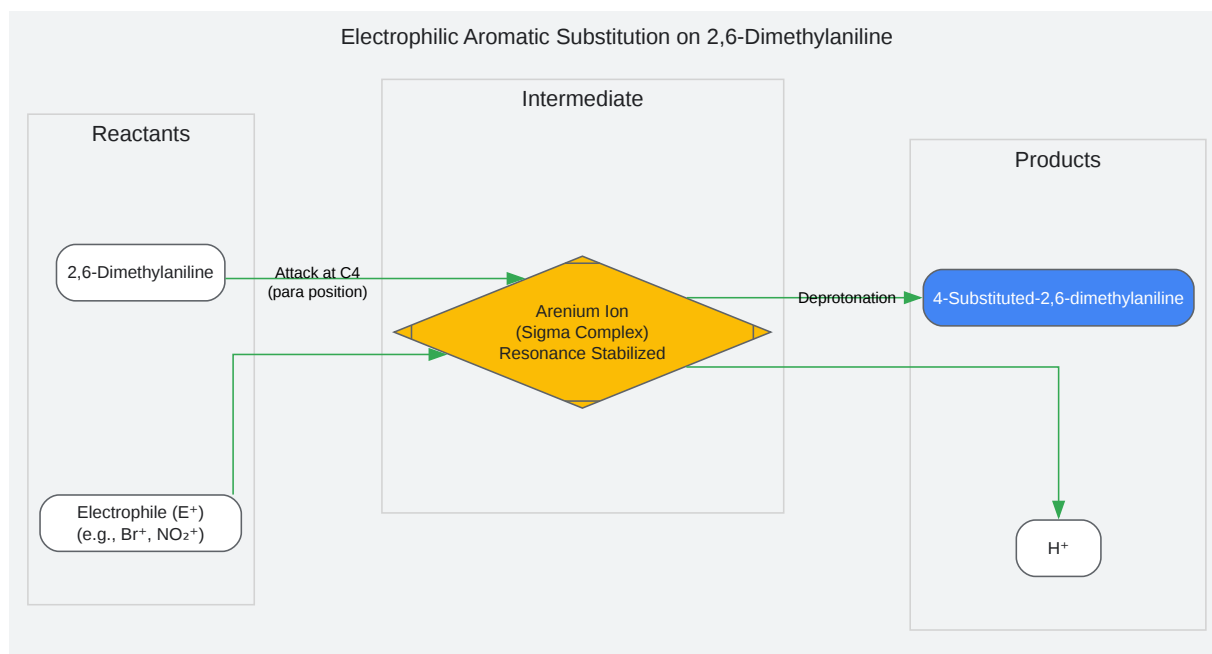 Electrophilic Aromatic Substitution on 2,6-Dimethylaniline
Reactants
2,6-Dimethylaniline
Electrophile (E⁺)
(e.g., Br⁺, NO₂⁺)
Attack at C4
(para position)
Intermediate
Arenium Ion
(Sigma Complex)
Resonance Stabilized
Deprotonation
Products
4-Substituted-2,6-dimethylaniline
H⁺